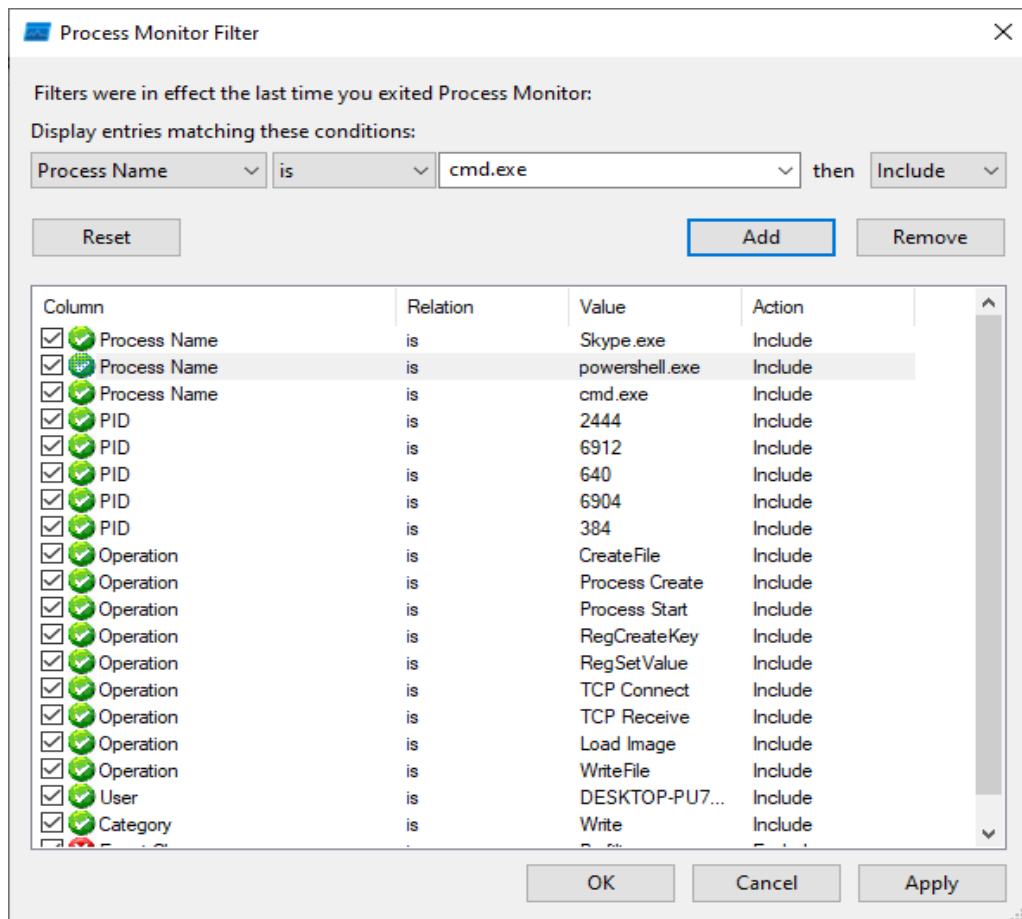 Process Monitor Filter
Filters were in effect the last time you exited Process Monitor:
Display entries matching these conditions:
Process Name is cmd.exe then Include
Reset Add Remove
Column Relation Value Action
Process Name is Skype.exe Include
Process Name is powershell.exe Include
Process Name is cmd.exe Include
PID is 2444 Include
PID is 6912 Include
PID is 640 Include
PID is 6904 Include
PID is 384 Include
Operation is CreateFile Include
Operation is Process Create Include
Operation is Process Start Include
Operation is RegCreateKey Include
Operation is RegSetValue Include
Operation is TCP Connect Include
Operation is TCP Receive Include
Operation is Load Image Include
Operation is WriteFile Include
User is DESKTOP-PU7... Include
Category is Write Include
OK Cancel Apply